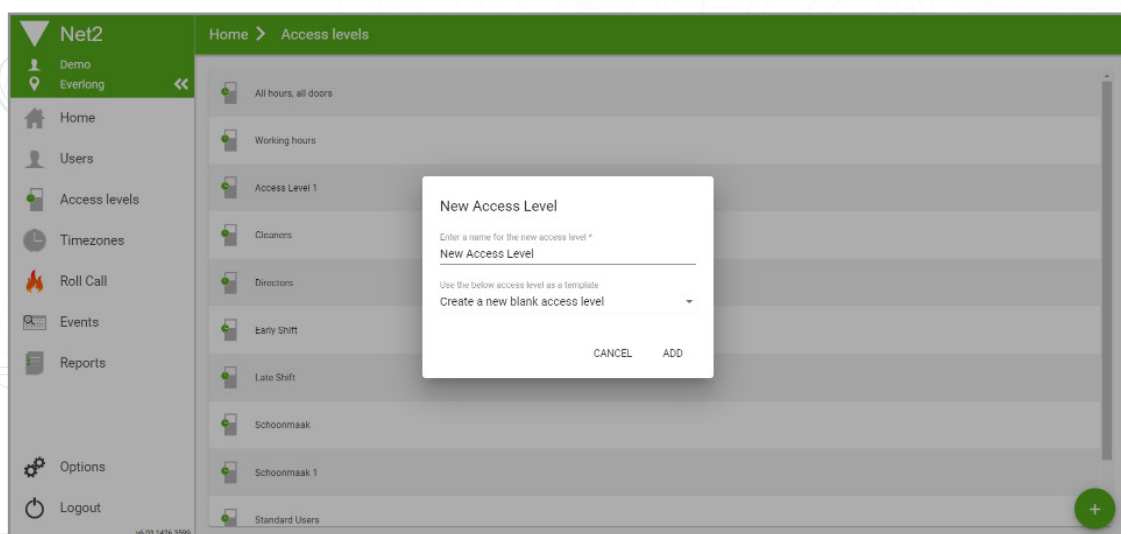 Net2
Home > Access levels
Demo
Everlong
Home
Users
Access levels
Timezones
Roll Call
Events
Reports
Options
Logout
All hours, all doors
Working hours
Access Level 1
Cleaners
Directors
Early Shift
Late Shift
Schoonmaak
Schoonmaak 1
Standard Users
New Access Level
Enter a name for the new access level *
New Access Level
Use the below access level as a template
Create a new blank access level
CANCEL ADD
+